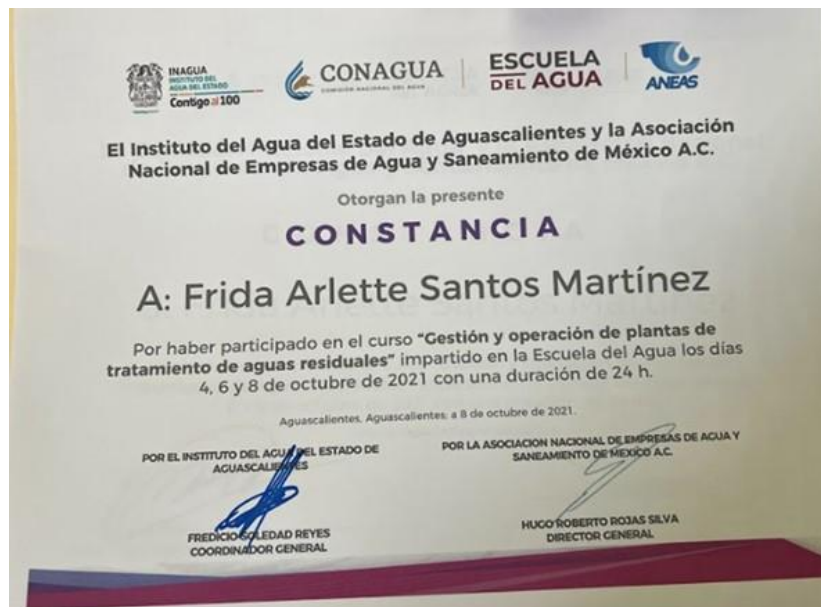 INAGUA
INSTITUTO DEL
AGUA DEL ESTADO
Contigo al 100
CONAGUA
COMISIÓN NACIONAL DEL AGUA
ESCUELA
DEL AGUA
ANEAS
El Instituto del Agua del Estado de Aguascalientes y la Asociación
Nacional de Empresas de Agua y Saneamiento de México A.C.
Otorgan la presente
CONSTANCIA
A: Frida Arlette Santos Martínez
Por haber participado en el curso “Gestión y operación de plantas de
tratamiento de aguas residuales” impartido en la Escuela del Agua los días
4, 6 y 8 de octubre de 2021 con una duración de 24 h.
Aguascalientes, Aguascalientes; a 8 de octubre de 2021.
POR EL INSTITUTO DEL AGUA DEL ESTADO DE
AGUASCALIENTES
POR LA ASOCIACION NACIONAL DE EMPRESAS DE AGUA Y
SANEAMIENTO DE MÉXICO A.C.
FREDICIO SOLEDAD REYES
COORDINADOR GENERAL
HUGO ROBERTO ROJAS SILVA
DIRECTOR GENERAL